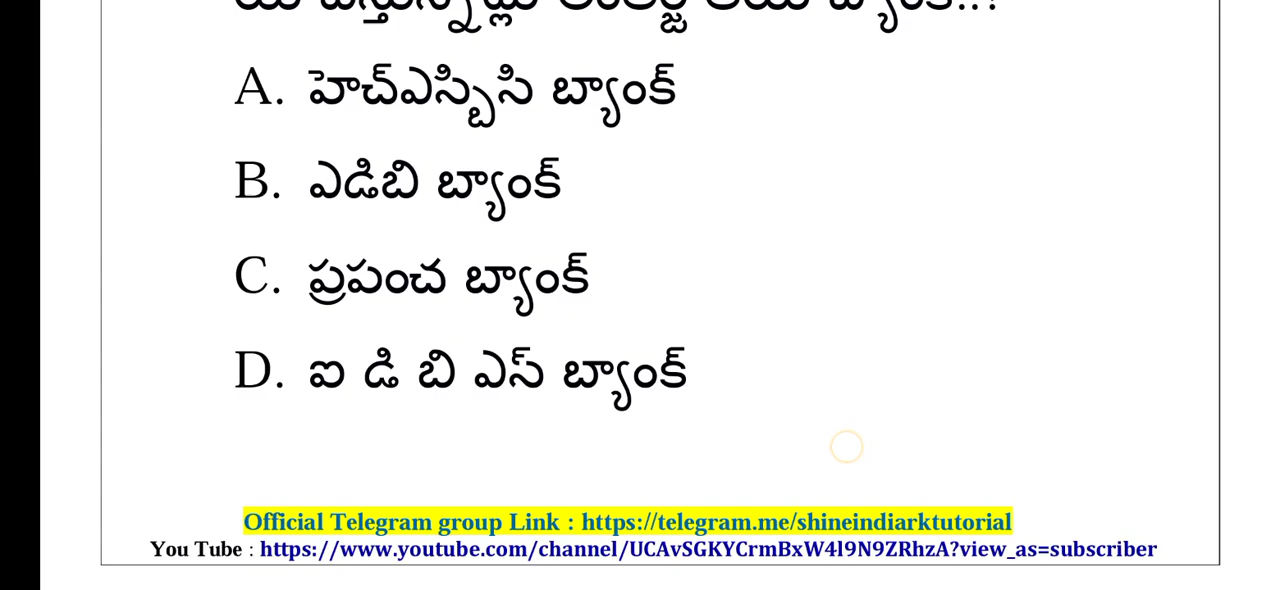 A. హెచ్ఎస్బిసి బ్యాంక్
B. ఎడిబి బ్యాంక్
C. ప్రపంచ బ్యాంక్
D. ఐ డి బి ఎస్ బ్యాంక్
Official Telegram group Link : https://telegram.me/shineindiarktutorial
You Tube : https://www.youtube.com/channel/UCAvSGKYCrmBxW4l9N9ZRhzA?view_as=subscriber